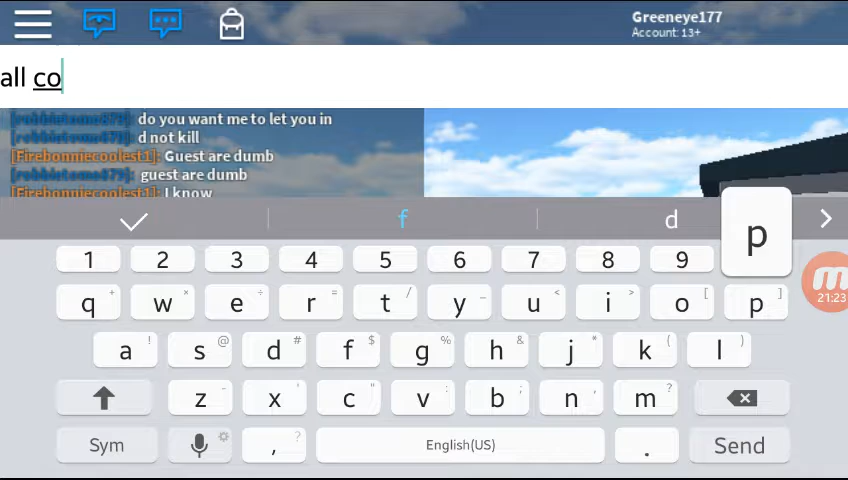 Greeneye177
Account: 13+
all co
do you want me to let you in
d not kill
[Firebonniecoolest1]: Guest are dumb
guest are dumb
[Firebonniecoolest1]: I know
f d p
1 2 3 4 5 6 7 8 9
q + w × e ÷ r = t / y _ u < i > o [ p ]
a ! s @ d # f $ g % h & j * k ( l )
z - x ' c " v : b ; n , m ?
Sym , ? English(US) . Send
21:23